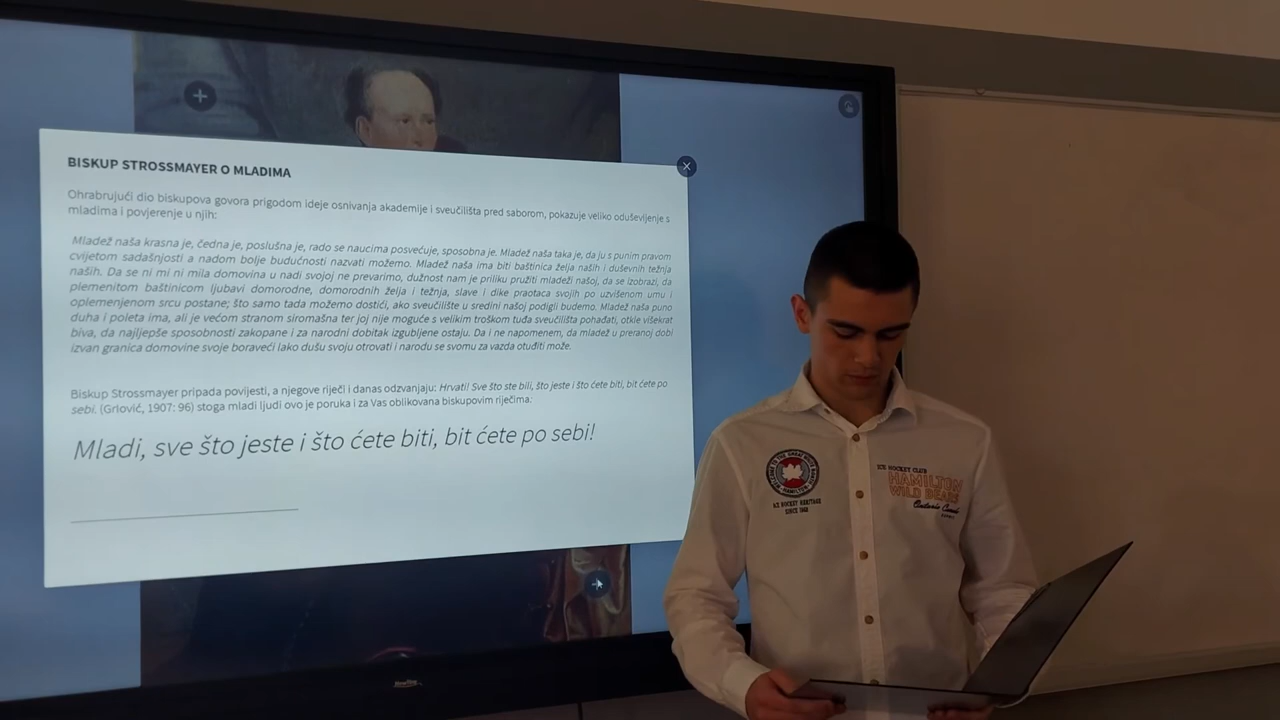 BISKUP STROSSMAYER O MLADIMA
Ohrabrujući dio biskupova govora prigodom ideje osnivanja akademije i sveučilišta pred saborom, pokazuje veliko oduševljenje s
mladima i povjerenje u njih:
Mladež naša krasna je, čedna je, poslušna je, rado se naucima posvećuje, sposobna je. Mladež naša taka je, da ju s punim pravom
cvijetom sadašnjosti a nadom bolje budućnosti nazvati možemo. Mladež naša ima biti baštinica želja naših i duševnih težnja
naših. Da se ni mi ni mila domovina u nadi svojoj ne prevarimo, dužnost nam je priliku pružiti mladeži našoj, da se izobrazi, da
plemenitom baštinicom ljubavi domorodne, domorodnih želja i težnja, slave i dike praotaca svojih po uzvišenom umu i
oplemenjenom srcu postane; što samo tada možemo dostići, ako sveučilište u sredini našoj podigli budemo. Mladež naša puno
duha i poleta ima, ali je većom stranom siromašna ter joj nije moguće s velikim troškom tuđa sveučilišta pohađati, otkle višekrat
biva, da najljepše sposobnosti zakopane i za narodni dobitak izgubljene ostaju. Da i ne napomenem, da mladež u preranoj dobi
izvan granica domovine svoje boraveći lako dušu svoju otrovati i narodu se svomu za vazda otuđiti može.
Biskup Strossmayer pripada povijesti, a njegove riječi i danas odzvanjaju: Hrvati! Sve što ste bili, što jeste i što ćete biti, bit ćete po
sebi. (Grlović, 1907: 96) stoga mladi ljudi ovo je poruka i za Vas oblikovana biskupovim riječima:
Mladi, sve što jeste i što ćete biti, bit ćete po sebi!
HAMILTON
ICE HOCKEY HERITAGE
SINCE
ICE HOCKEY CLUB
HAMILTON
WILD BEARS
Ontario Canada